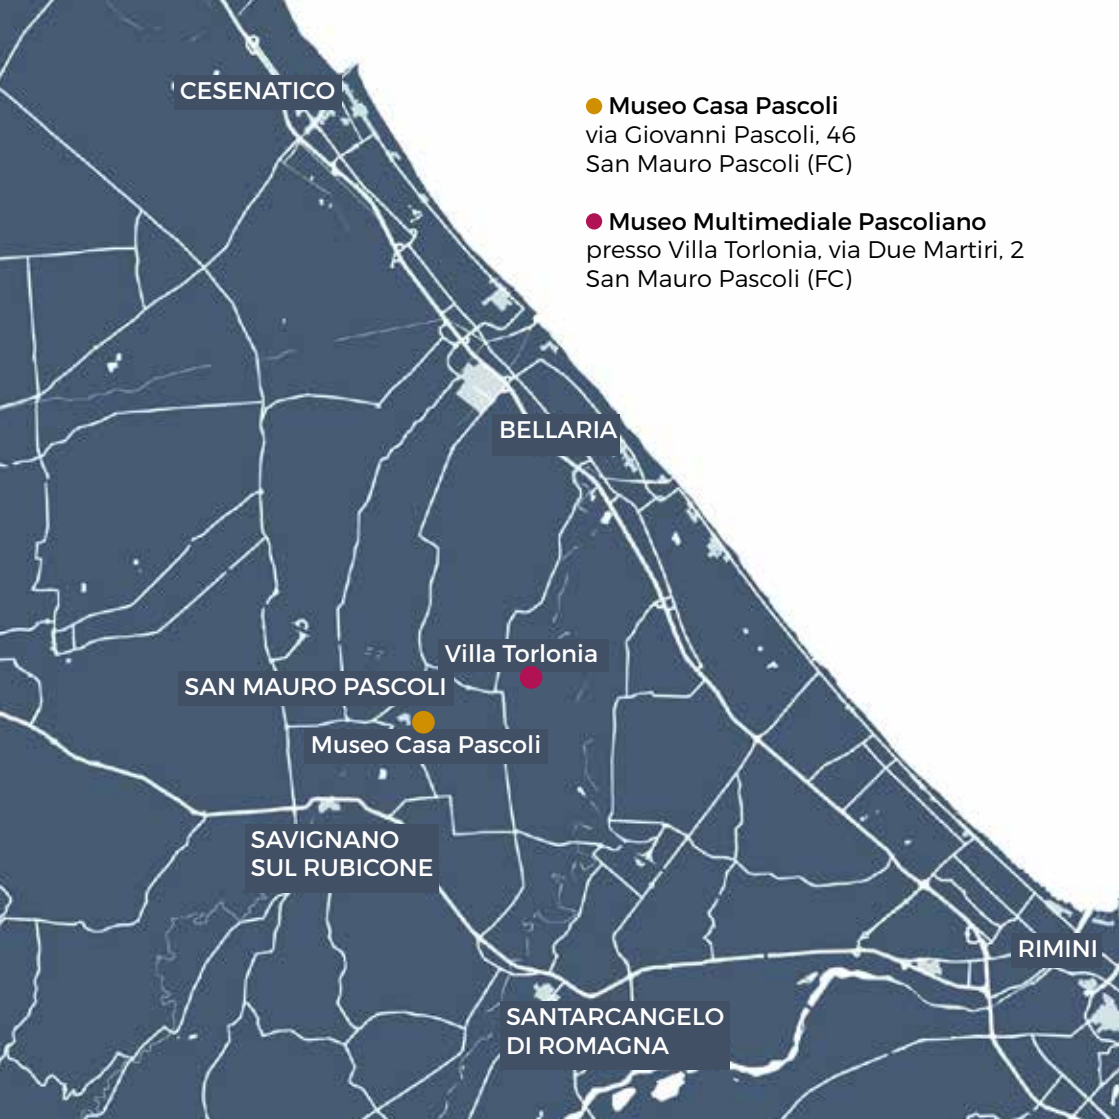 CESENATICO
Museo Casa Pascoli
via Giovanni Pascoli, 46
San Mauro Pascoli (FC)
Museo Multimediale Pascoliano
presso Villa Torlonia, via Due Martiri, 2
San Mauro Pascoli (FC)
BELLARIA
Villa Torlonia
SAN MAURO PASCOLI
Museo Casa Pascoli
SAVIGNANO
SUL RUBICONE
RIMINI
SANTARCANGELO
DI ROMAGNA